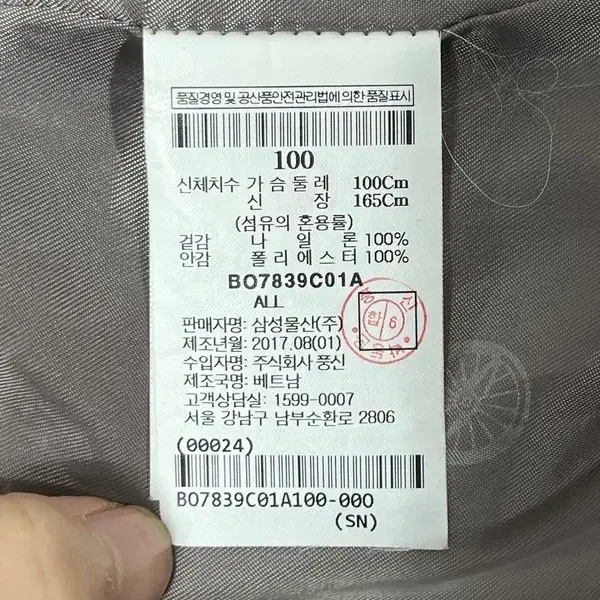 품질경영 및 공산품안전관리법에 의한 품질표시
100
신체치수 가 슴 둘 레 100Cm
신 장 165Cm
(섬유의 혼용률)
겉감 나 일 론 100%
안감 폴 리 에 스 터 100%
BO7839C01A
ALL
판매자명: 삼성물산(주)
제조년월: 2017.08(01)
수입자명: 주식회사 풍신
제조국명: 베트남
고객상담실: 1599-0007
서울 강남구 남부순환로 2806
합 6
(00024)
BO7839C01A100-000
(SN)